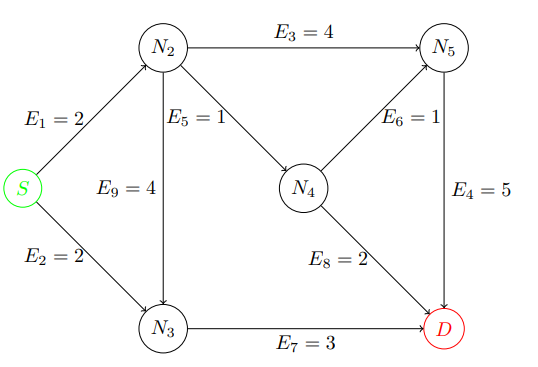 N₂
E₃ = 4
N₅
E₁ = 2
E₅ = 1
E₆ = 1
S
E₉ = 4
N₄
E₄ = 5
E₂ = 2
E₈ = 2
N₃
E₇ = 3
D